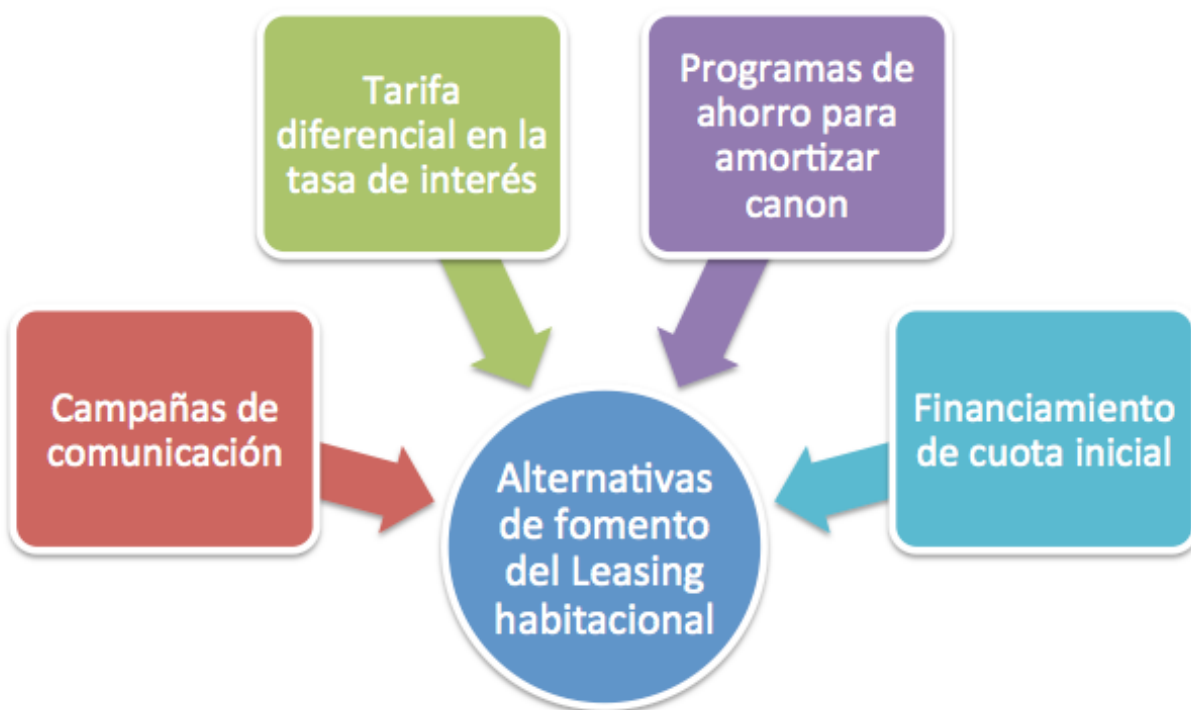 Tarifa
diferencial en la
tasa de interés
Programas de
ahorro para
amortizar
canon
Campañas de
comunicación
Financiamiento
de cuota inicial
Alternativas
de fomento
del Leasing
habitacional